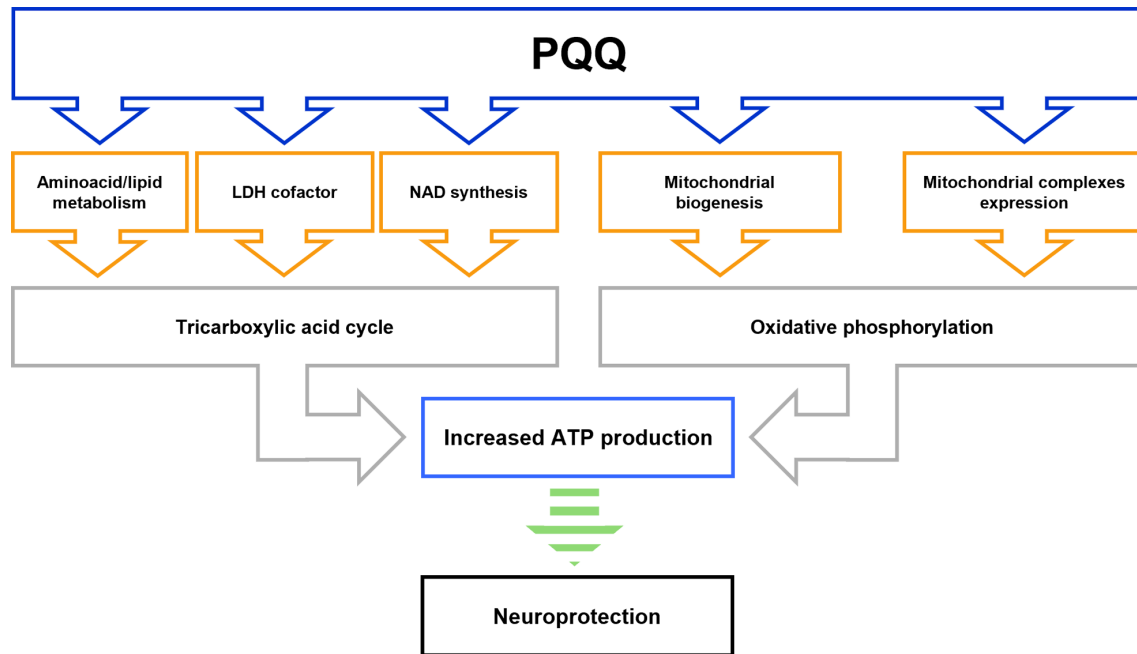 PQQ
Aminoacid/lipid
metabolism
LDH cofactor
NAD synthesis
Mitochondrial
biogenesis
Mitochondrial complexes
expression
Tricarboxylic acid cycle
Oxidative phosphorylation
Increased ATP production
Neuroprotection